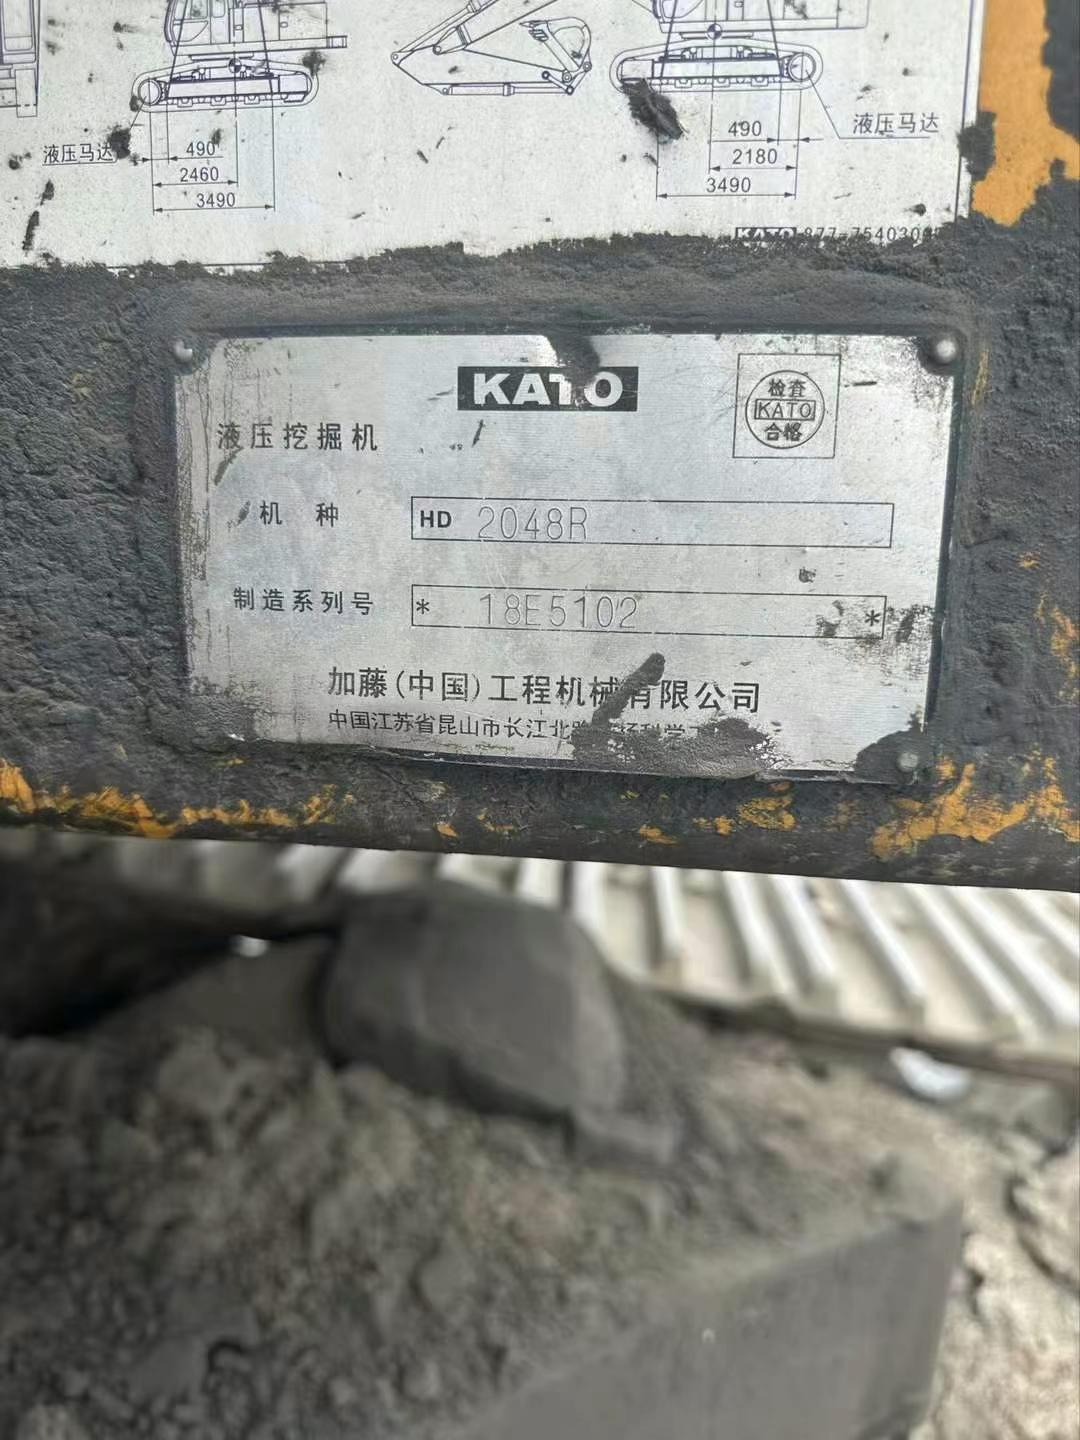 液压马达
490
2460
3490
490
液压马达
2180
3490
KATO
KATO
检查
KATO
合格
液压挖掘机
机 种
HD 2048R
制造系列号
* 18E5102 *
加藤(中国)工程机械有限公司
中国江苏省昆山市长江北